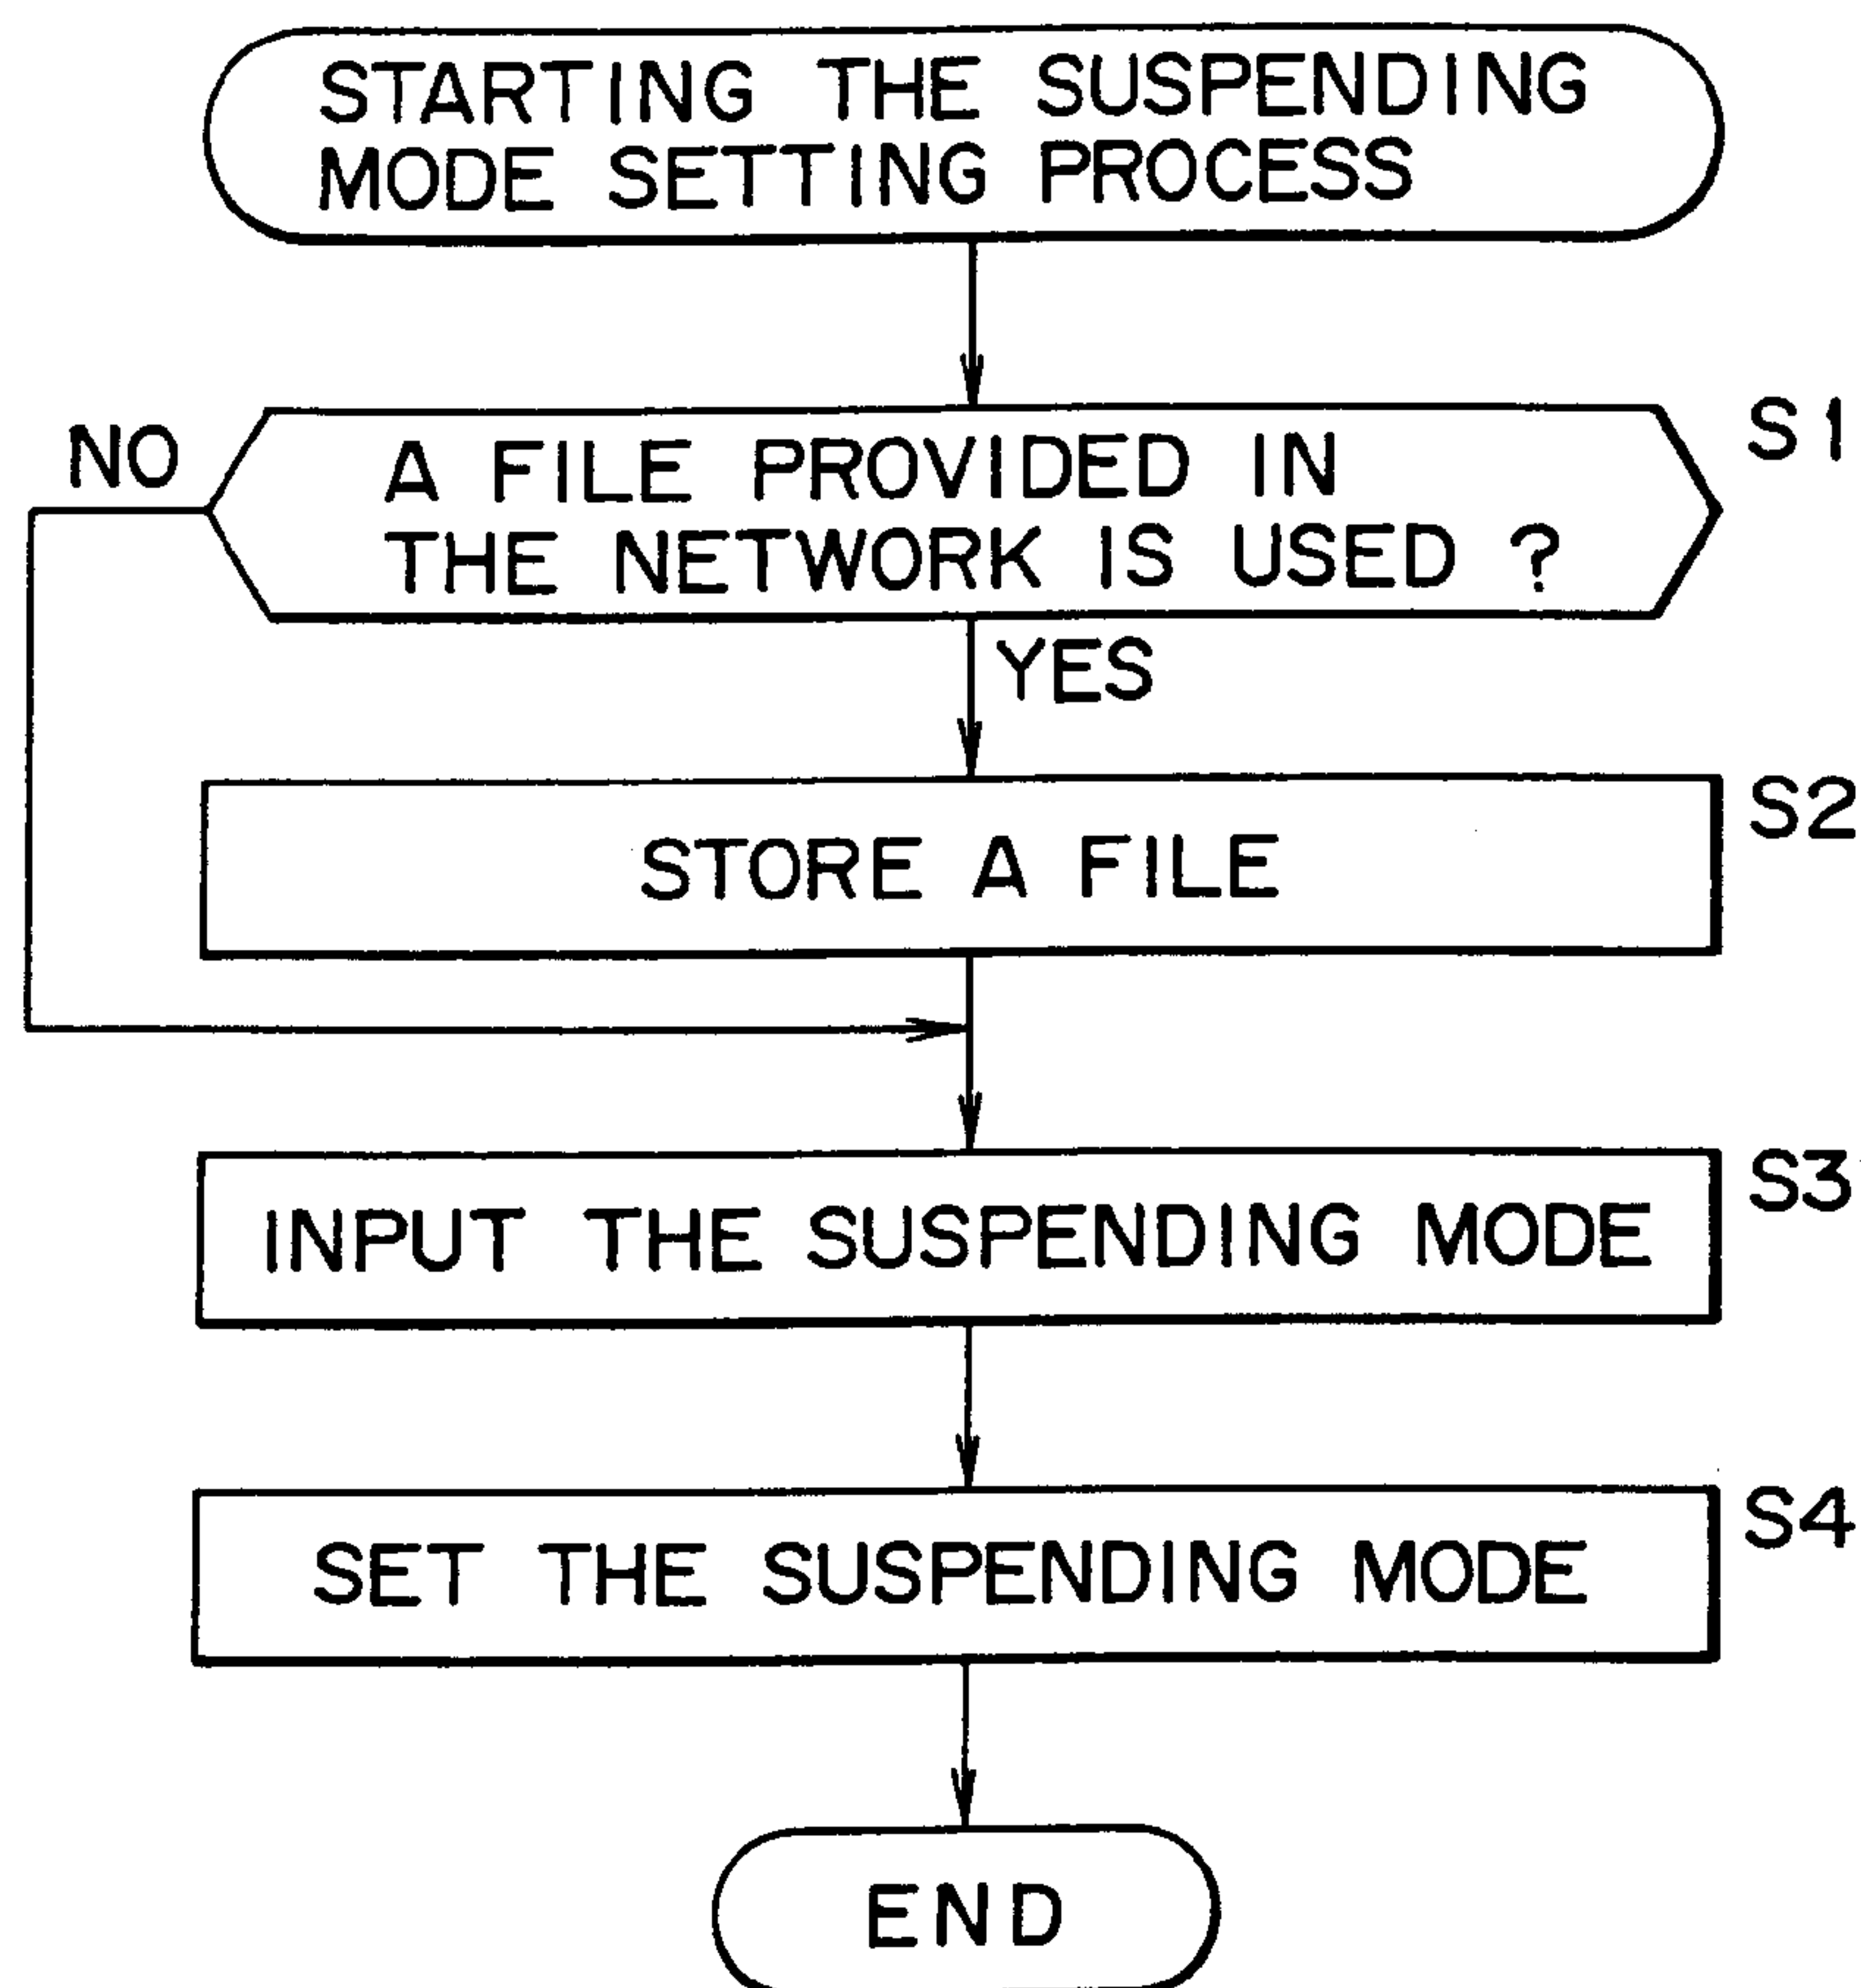 STARTING THE SUSPENDING
MODE SETTING PROCESS
S1
NO
A FILE PROVIDED IN
THE NETWORK IS USED ?
YES
S2
STORE A FILE
S3
INPUT THE SUSPENDING MODE
S4
SET THE SUSPENDING MODE
END